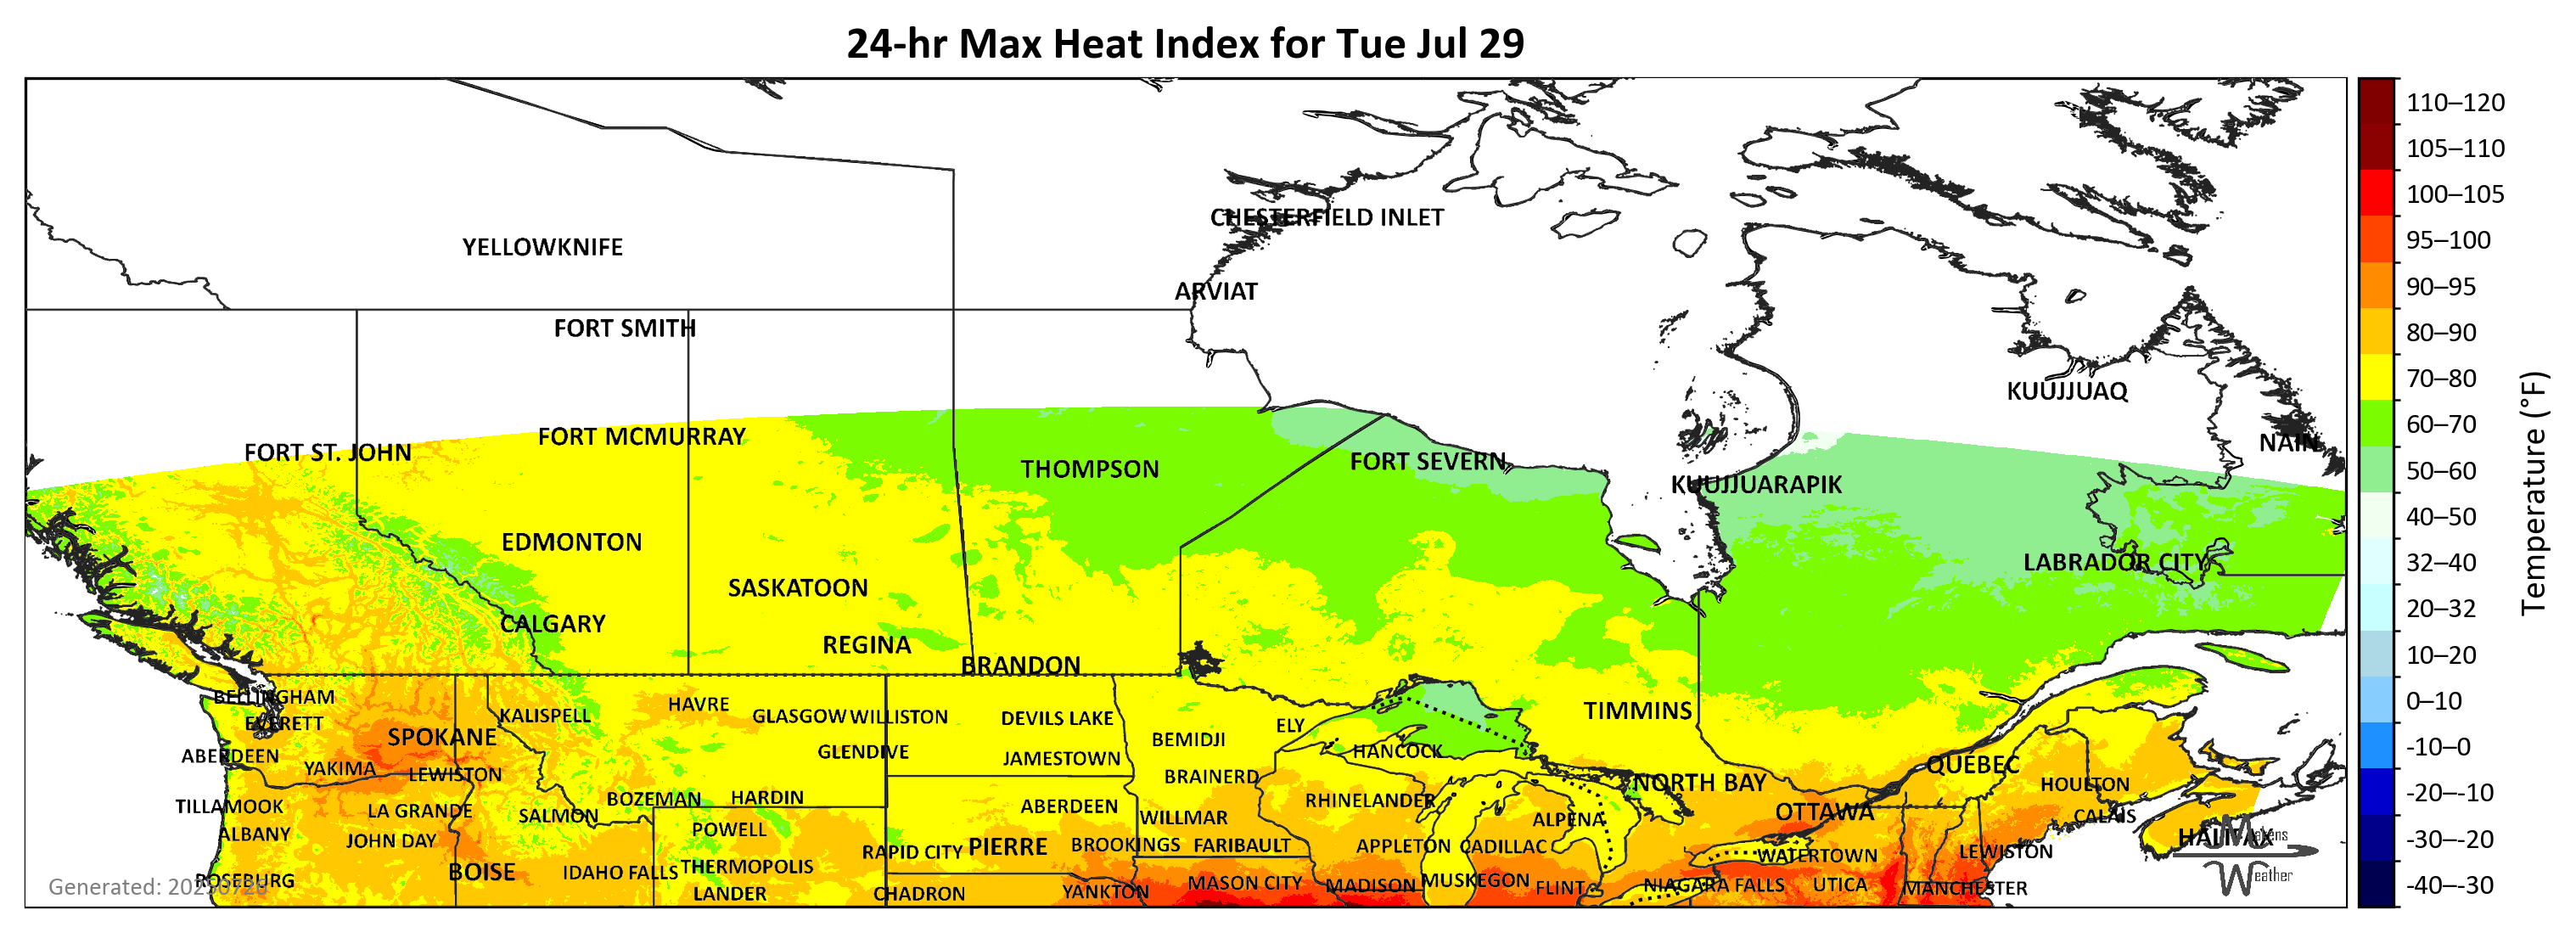 24-hr Max Heat Index for Tue Jul 29
CHESTERFIELD INLET
YELLOWKNIFE
ARVIAT
FORT SMITH
KUUJJUAQ
FORT MCMURRAY
NAIN
FORT ST. JOHN
FORT SEVERN
THOMPSON
KUUJJUARAPIK
EDMONTON
LABRADOR CITY
SASKATOON
CALGARY
REGINA
BRANDON
BELLINGHAM
HAVRE
TIMMINS
KALISPELL
GLASGOW
WILLISTON
DEVILS LAKE
EVERETT
ELY
SPOKANE
BEMIDJI
HANCOCK
GLENDIVE
ABERDEEN
JAMESTOWN
QUÉBEC
YAKIMA
LEWISTON
BRAINERD
NORTH BAY
HOULTON
BOZEMAN
HARDIN
RHINELANDER
TILLAMOOK
LA GRANDE
ABERDEEN
SALMON
WILLMAR
ALPENA
OTTAWA
CALAIS
ALBANY
POWELL
JOHN DAY
HALIFAX
PIERRE
BROOKINGS
FARIBAULT
APPLETON
CADILLAC
RAPID CITY
LEWISTON
WATERTOWN
THERMOPOLIS
BOISE
IDAHO FALLS
Makens
Weather
ROSEBURG
MUSKEGON
MASON CITY
MADISON
NIAGARA FALLS
UTICA
FLINT
MANCHESTER
LANDER
CHADRON
YANKTON
Generated: 20250726
110–120
105–110
100–105
95–100
90–95
80–90
70–80
60–70
50–60
40–50
32–40
20–32
10–20
0–10
-10–0
-20–-10
-30–-20
-40–-30
Temperature (°F)